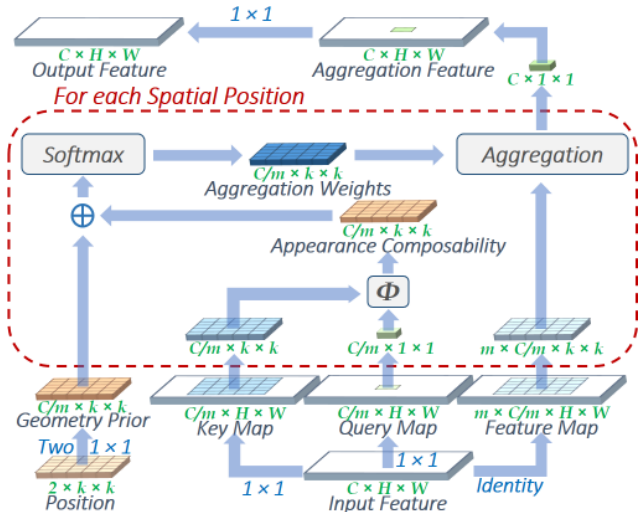 1 × 1
C × H × W
Output Feature
C × H × W
Aggregation Feature
C × 1 × 1
For each Spatial Position
Softmax
C/m × k × k
Aggregation Weights
Aggregation
C/m × k × k
Appearance Composability
Φ
C/m × k × k
C/m × 1 × 1
m × C/m × k × k
C/m × k × k
Geometry Prior
C/m × H × W
Key Map
C/m × H × W
Query Map
m × C/m × H × W
Feature Map
Two 1 × 1
2 × k × k
Position
1 × 1
1 × 1
C × H × W
Input Feature
Identity